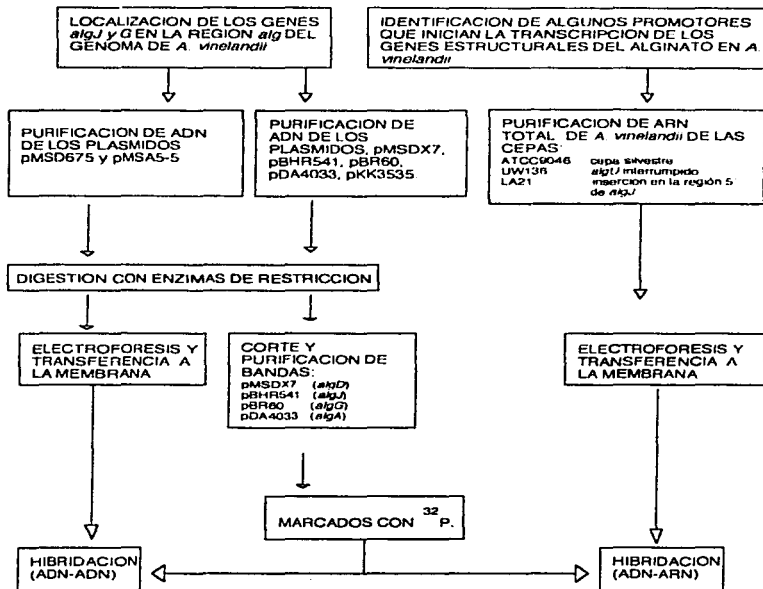 LOCALIZACION DE LOS GENES
algJ y G EN LA REGION alg DEL
GENOMA DE A. vinelandii
IDENTIFICACION DE ALGUNOS PROMOTORES
QUE INICIAN LA TRANSCRIPCION DE LOS
GENES ESTRUCTURALES DEL ALGINATO EN A.
vinelandii
PURIFICACION DE ADN
DE LOS PLASMIDOS
pMSD675 y pMSA5-5
PURIFICACION DE
ADN DE LOS
PLASMIDOS, pMSDX7,
pBHR541, pBR60,
pDA4033, pKK3535.
PURIFICACION DE ARN
TOTAL DE A. vinelandii DE LAS
CEPAS:
ATCC9046 cepa silvestre
UW136 algU interrumpido
LA21 insercion en la región 5
de algJ
DIGESTION CON ENZIMAS DE RESTRICCION
ELECTROFORESIS Y
TRANSFERENCIA A
LA MEMBRANA
CORTE Y
PURIFICACION DE
BANDAS:
pMSDX7 (algD)
pBHR541 (algJ)
pBR60 (algG)
pDA4033 (algA)
ELECTROFORESIS Y
TRANSFERENCIA A
LA MEMBRANA
MARCADOS CON 32P.
HIBRIDACION
(ADN-ADN)
HIBRIDACION
(ADN-ARN)